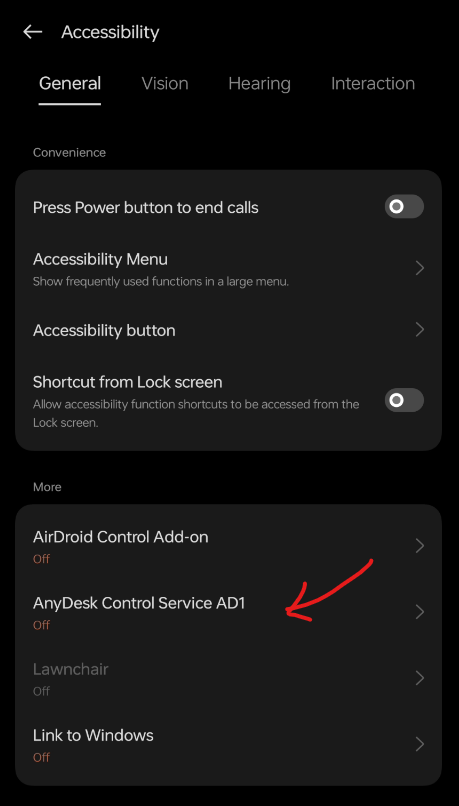 Accessibility
General Vision Hearing Interaction
Convenience
Press Power button to end calls
Accessibility Menu
Show frequently used functions in a large menu.
Accessibility button
Shortcut from Lock screen
Allow accessibility function shortcuts to be accessed from the
Lock screen.
More
AirDroid Control Add-on
Off
AnyDesk Control Service AD1
Off
Lawnchair
Off
Link to Windows
Off